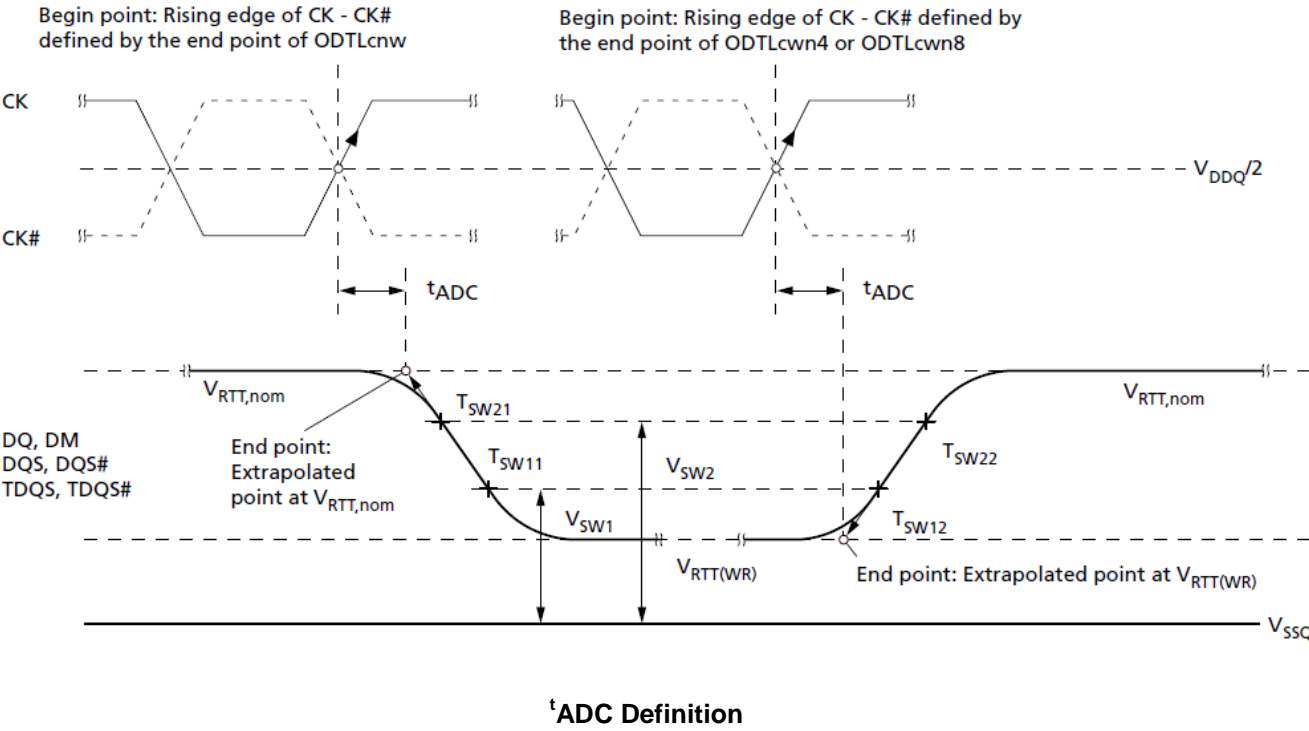 Begin point: Rising edge of CK - CK#
defined by the end point of ODTLcnw
Begin point: Rising edge of CK - CK# defined by
the end point of ODTLcwn4 or ODTLcwn8
CK
VDDQ/2
CK#
tADC
tADC
VRTT,nom
VRTT,nom
TSW21
DQ, DM
DQS, DQS#
TDQS, TDQS#
End point:
Extrapolated
point at VRTT,nom
TSW11
VSW2
TSW22
VSW1
TSW12
VRTT(WR)
End point: Extrapolated point at VRTT(WR)
VSSQ
tADC Definition